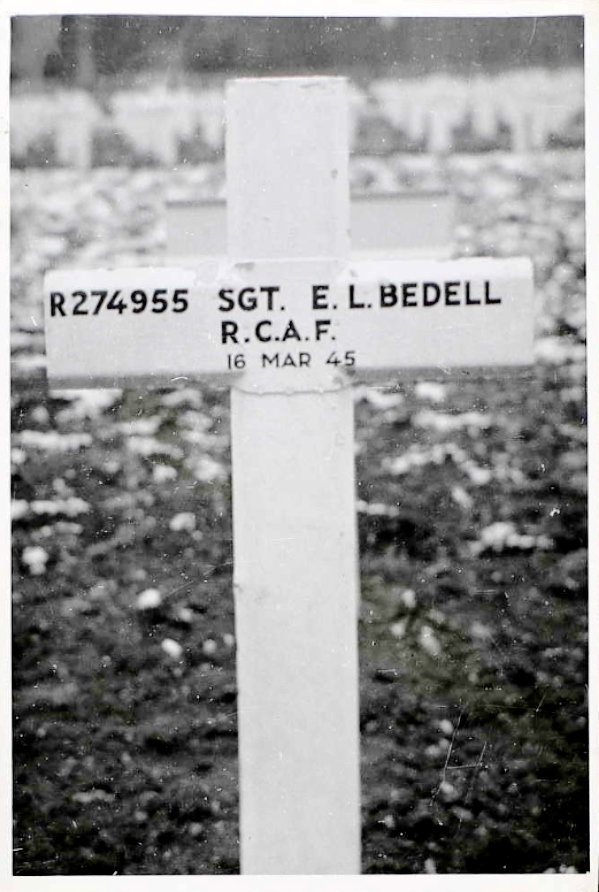 R274955 SGT. E. L. BEDELL
R.C.A.F.
16 MAR 45